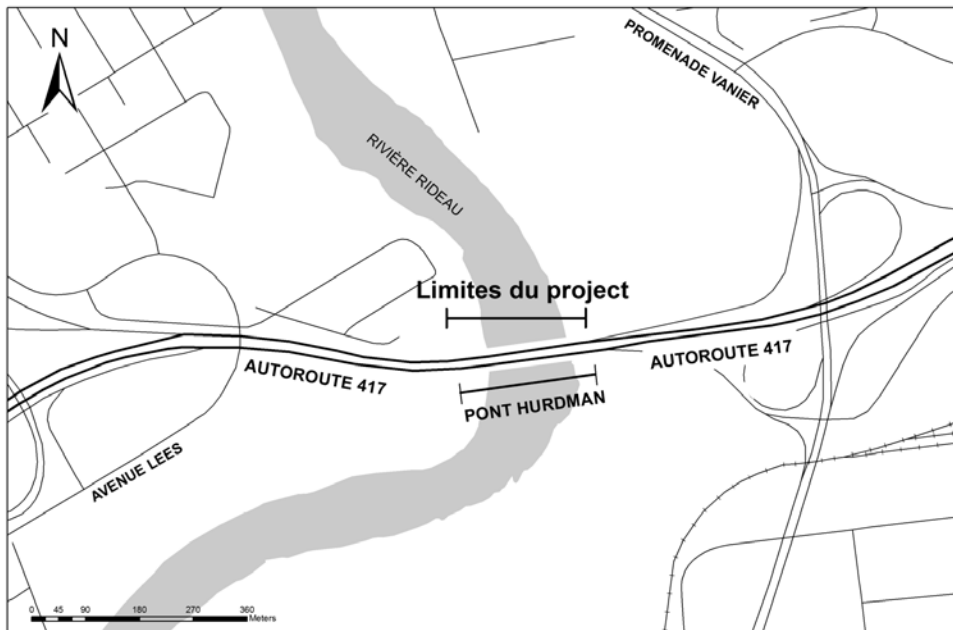 N
PROMENADE VANIER
RIVIÈRE RIDEAU
Limites du project
AUTOROUTE 417
AUTOROUTE 417
PONT HURDMAN
AVENUE LEES
0 45 90 180 270 360
Meters